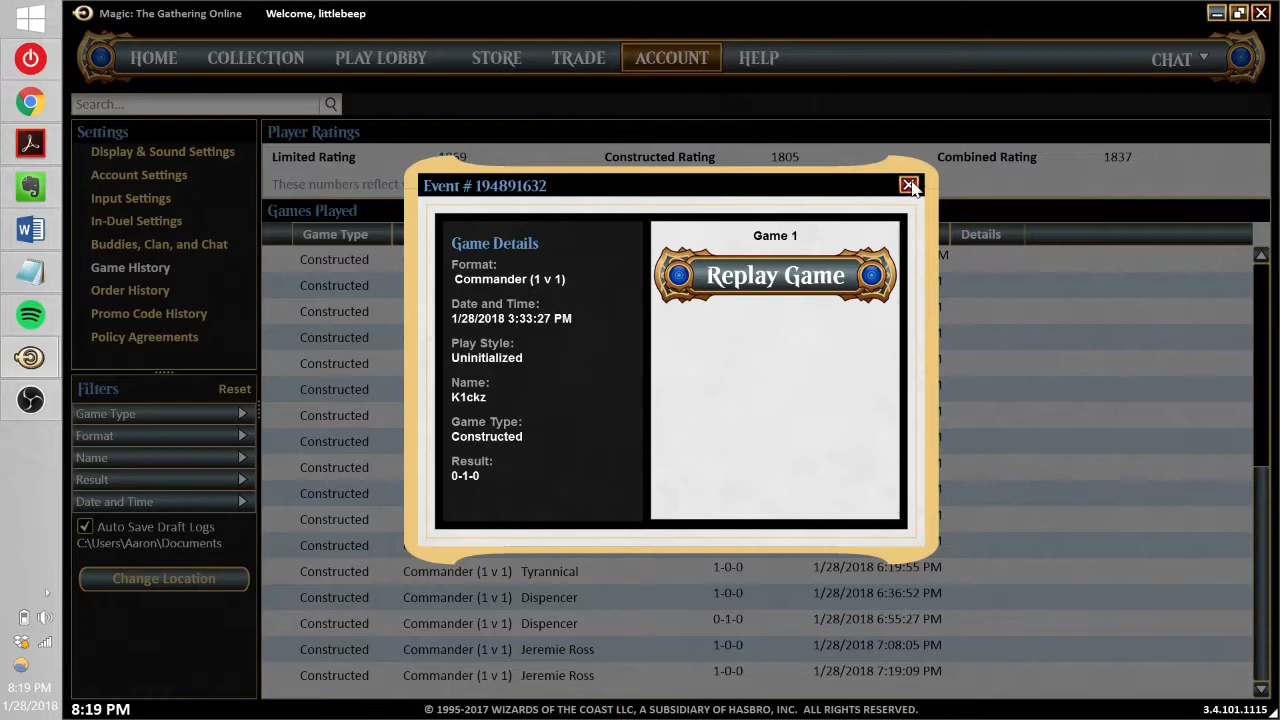 Magic: The Gathering Online Welcome, littlebeep
HOME COLLECTION PLAY LOBBY STORE TRADE ACCOUNT HELP CHAT
Search...
Settings
Display & Sound Settings
Account Settings
Input Settings
In-Duel Settings
Buddies, Clan, and Chat
Game History
Order History
Promo Code History
Policy Agreements
Filters Reset
Game Type
Format
Name
Result
Date and Time
Auto Save Draft Logs
C:\Users\Aaron\Documents
Change Location
Player Ratings
Limited Rating Constructed Rating 1805 Combined Rating 1837
These numbers reflect
Games Played
Game Type Details
Constructed
Constructed
Constructed
Constructed
Constructed
Constructed
Constructed
Constructed
Constructed
Constructed
Constructed
Constructed
Constructed Commander (1 v 1) Tyrannical 1-0-0 1/28/2018 6:19:55 PM
Constructed Commander (1 v 1) Dispencer 1-0-0 1/28/2018 6:36:52 PM
Constructed Commander (1 v 1) Dispencer 0-1-0 1/28/2018 6:55:27 PM
Constructed Commander (1 v 1) Jeremie Ross 1-0-0 1/28/2018 7:08:05 PM
Constructed Commander (1 v 1) Jeremie Ross 1-0-0 1/28/2018 7:19:09 PM
Event # 194891632
Game Details
Format:
Commander (1 v 1)
Date and Time:
1/28/2018 3:33:27 PM
Play Style:
Uninitialized
Name:
K1ckz
Game Type:
Constructed
Result:
0-1-0
Game 1
Replay Game
8:19 PM
1/28/2018
8:19 PM © 1995-2017 WIZARDS OF THE COAST LLC, A SUBSIDIARY OF HASBRO, INC. ALL RIGHTS RESERVED. 3.4.101.1115